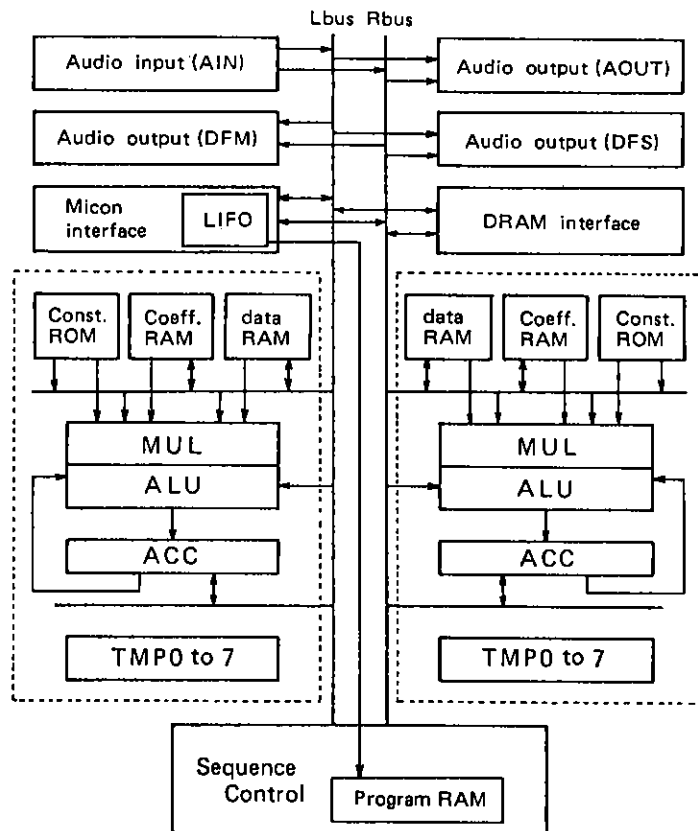 Lbus Rbus
Audio input (AIN)
Audio output (AOUT)
Audio output (DFM)
Audio output (DFS)
Micon interface
LIFO
DRAM interface
Const. ROM
Coeff. RAM
data RAM
data RAM
Coeff. RAM
Const. ROM
MUL
ALU
ACC
TMP0 to 7
MUL
ALU
ACC
TMP0 to 7
Sequence Control
Program RAM